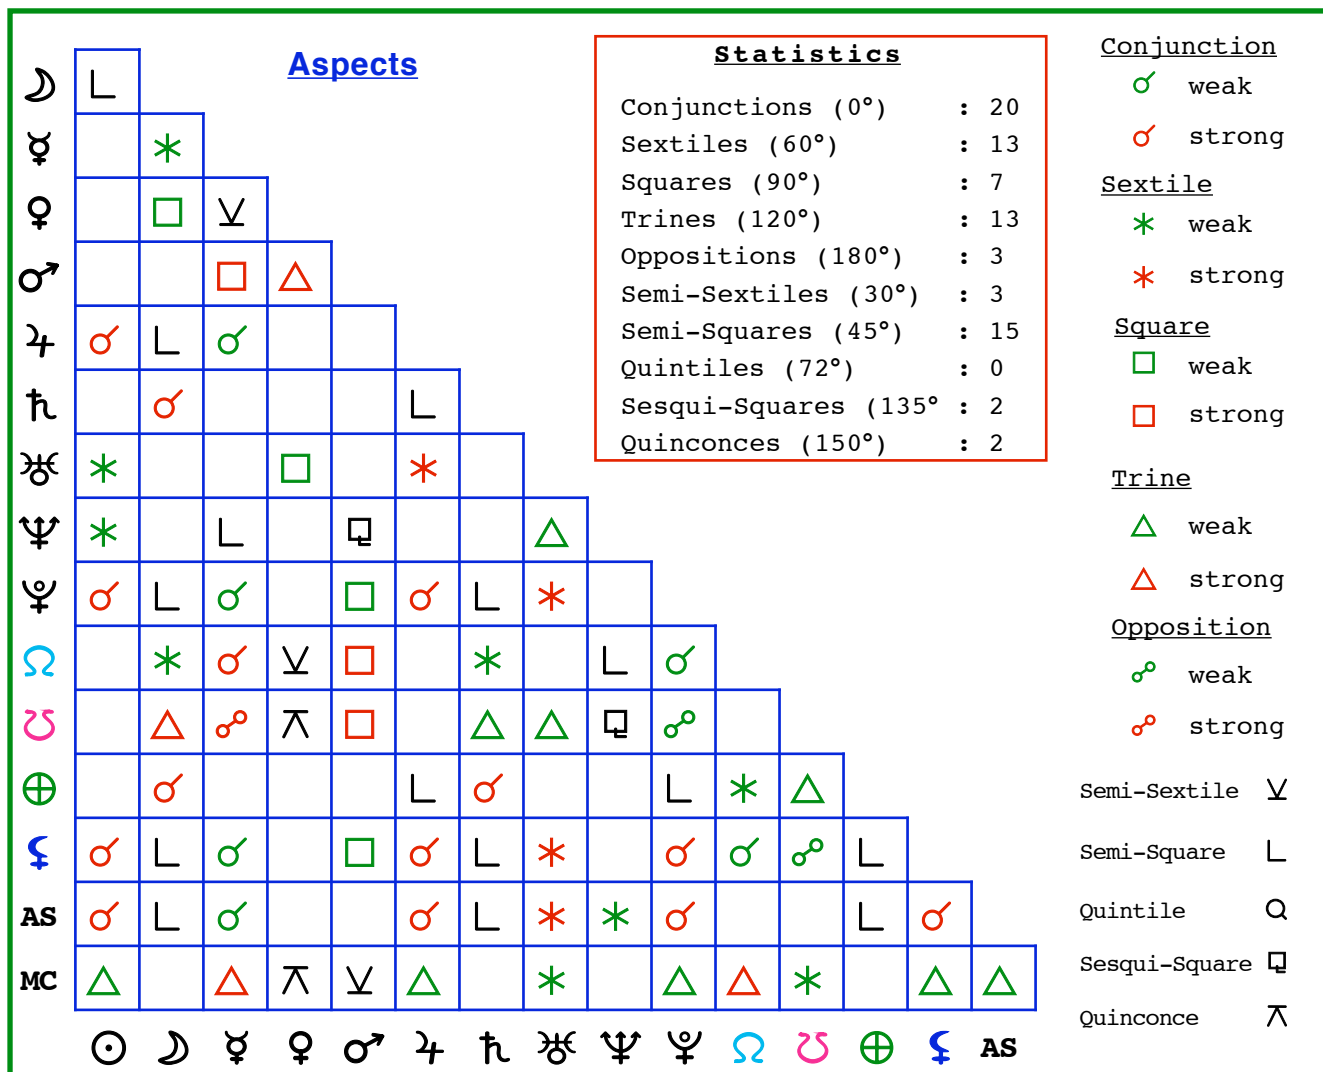 Aspects
Statistics
Conjunctions (0°) : 20
Sextiles (60°) : 13
Squares (90°) : 7
Trines (120°) : 13
Oppositions (180°) : 3
Semi-Sextiles (30°) : 3
Semi-Squares (45°) : 15
Quintiles (72°) : 0
Sesqui-Squares (135° : 2
Quinconces (150°) : 2
Conjunction
weak
strong
Sextile
weak
strong
Square
weak
strong
Trine
weak
strong
Opposition
weak
strong
Semi-Sextile
Semi-Square
Quintile
Sesqui-Square
Quinconce
AS
MC
AS